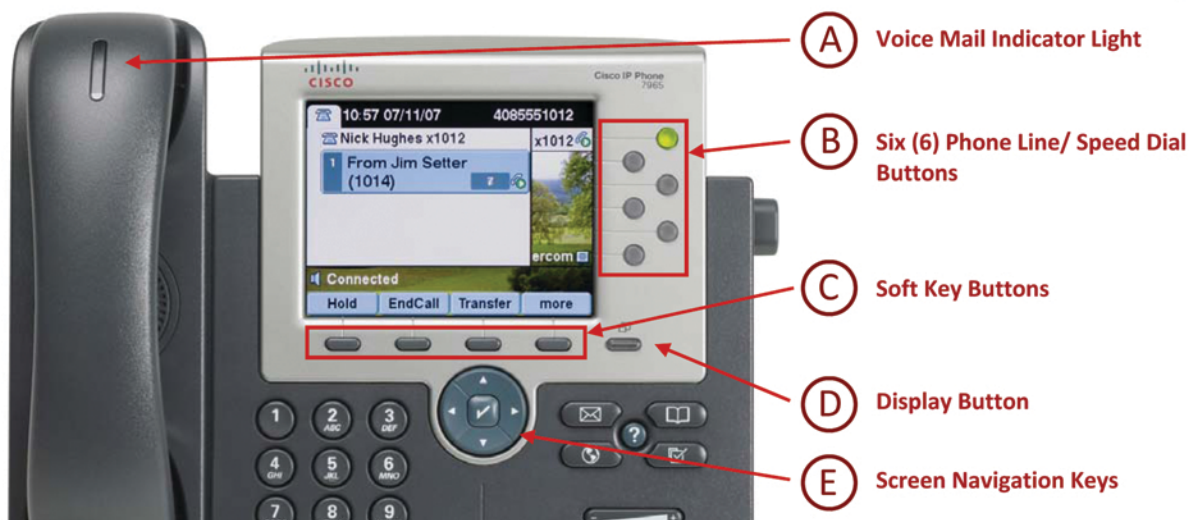 A Voice Mail Indicator Light
CISCO
Cisco IP Phone
7965
10:57 07/11/07 4085551012
Nick Hughes x1012
x1012
1 From Jim Setter
(1014)
B Six (6) Phone Line/ Speed Dial
Buttons
ercom
Connected
Hold EndCall Transfer more
C Soft Key Buttons
D Display Button
1
2 ABC
3 DEF
?
4 GHI
5 JKL
6 MNO
E Screen Navigation Keys
7
8
9